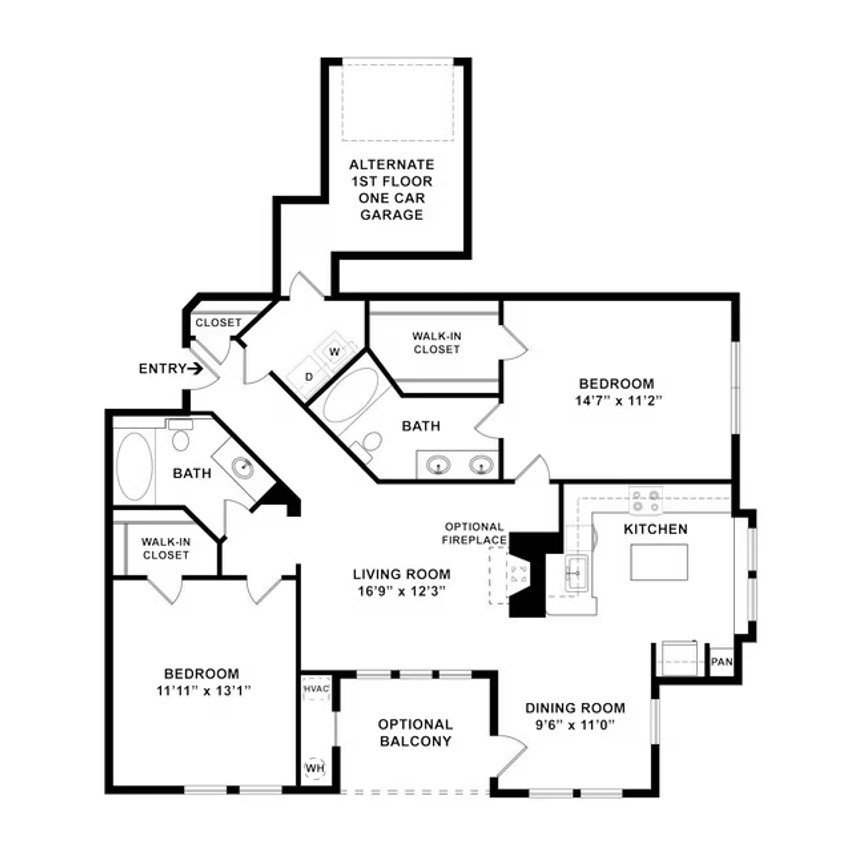 ALTERNATE
1ST FLOOR
ONE CAR
GARAGE
CLOSET
WALK-IN
CLOSET
W
D
ENTRY→
BEDROOM
14'7” x 11'2”
BATH
BATH
OPTIONAL
FIREPLACE
KITCHEN
WALK-IN
CLOSET
LIVING ROOM
16'9” x 12'3”
BEDROOM
11'11” x 13'1”
PAN
HVAC
OPTIONAL
BALCONY
DINING ROOM
9'6” x 11'0”
WH